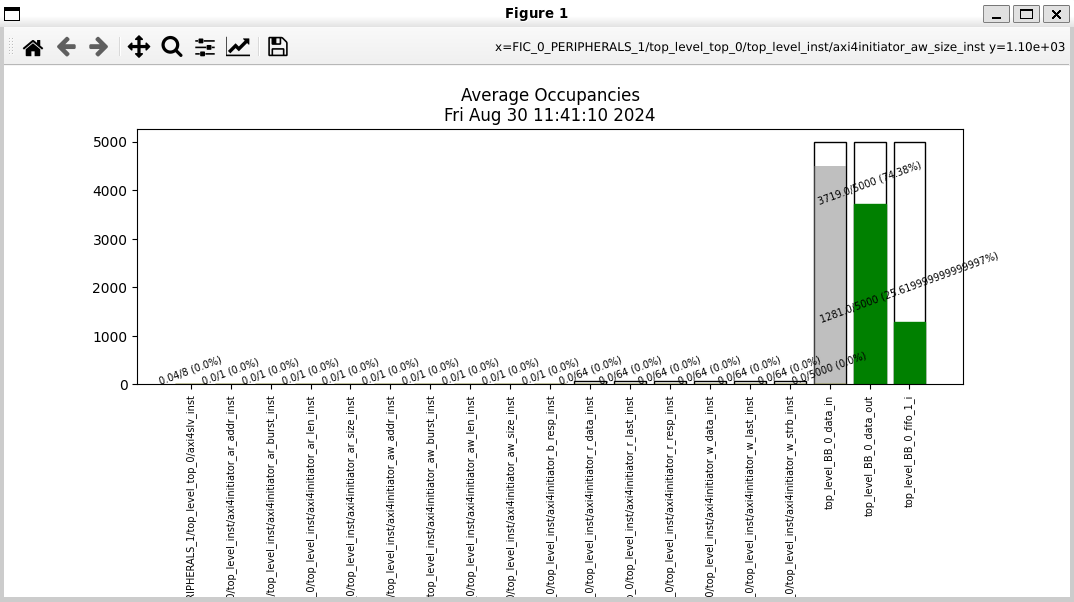 Figure 1
x=FIC_0_PERIPHERALS_1/top_level_top_0/top_level_inst/axi4initiator_aw_size_inst y=1.10e+03
Average Occupancies
Fri Aug 30 11:41:10 2024
5000
4000
3000
2000
1000
0
0.04/8 (0.0%)
0.0/1 (0.0%)
0.0/1 (0.0%)
0.0/1 (0.0%)
0.0/1 (0.0%)
0.0/1 (0.0%)
0.0/1 (0.0%)
0.0/1 (0.0%)
0.0/1 (0.0%)
0.0/1 (0.0%)
0.0/64 (0.0%)
0.0/64 (0.0%)
0.0/64 (0.0%)
0.0/64 (0.0%)
0.0/64 (0.0%)
0.0/64 (0.0%)
0.0/5000 (0.0%)
3719.0/5000 (74.38%)
1281.0/5000 (25.619999999999997%)
RIPHERALS_1/top_level_top_0/axi4slv_inst
0/top_level_inst/axi4initiator_ar_addr_inst
/top_level_inst/axi4initiator_ar_burst_inst
0/top_level_inst/axi4initiator_ar_len_inst
0/top_level_inst/axi4initiator_ar_size_inst
/top_level_inst/axi4initiator_aw_addr_inst
top_level_inst/axi4initiator_aw_burst_inst
0/top_level_inst/axi4initiator_aw_len_inst
/top_level_inst/axi4initiator_aw_size_inst
0/top_level_inst/axi4initiator_b_resp_inst
0/top_level_inst/axi4initiator_r_data_inst
_0/top_level_inst/axi4initiator_r_last_inst
0/top_level_inst/axi4initiator_r_resp_inst
/top_level_inst/axi4initiator_w_data_inst
0/top_level_inst/axi4initiator_w_last_inst
0/top_level_inst/axi4initiator_w_strb_inst
top_level_BB_0_data_in
top_level_BB_0_data_out
top_level_BB_0_fifo_1_i